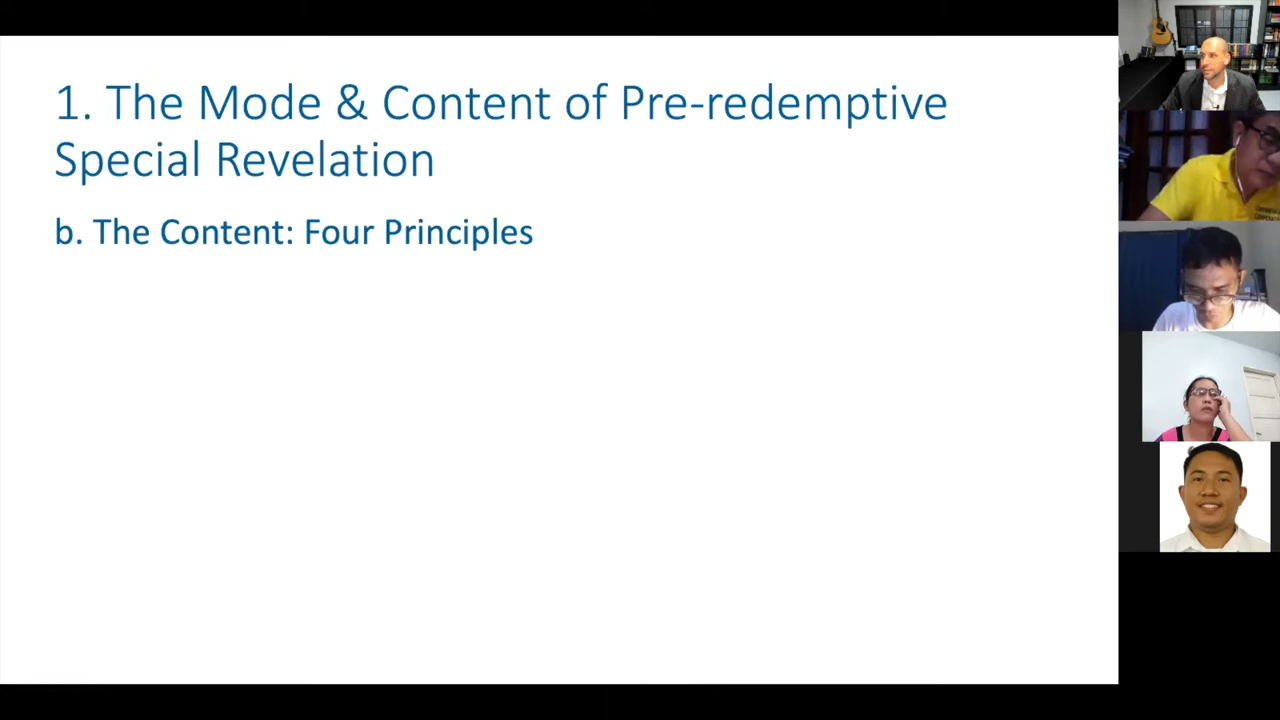 1. The Mode & Content of Pre-redemptive
Special Revelation
b. The Content: Four Principles